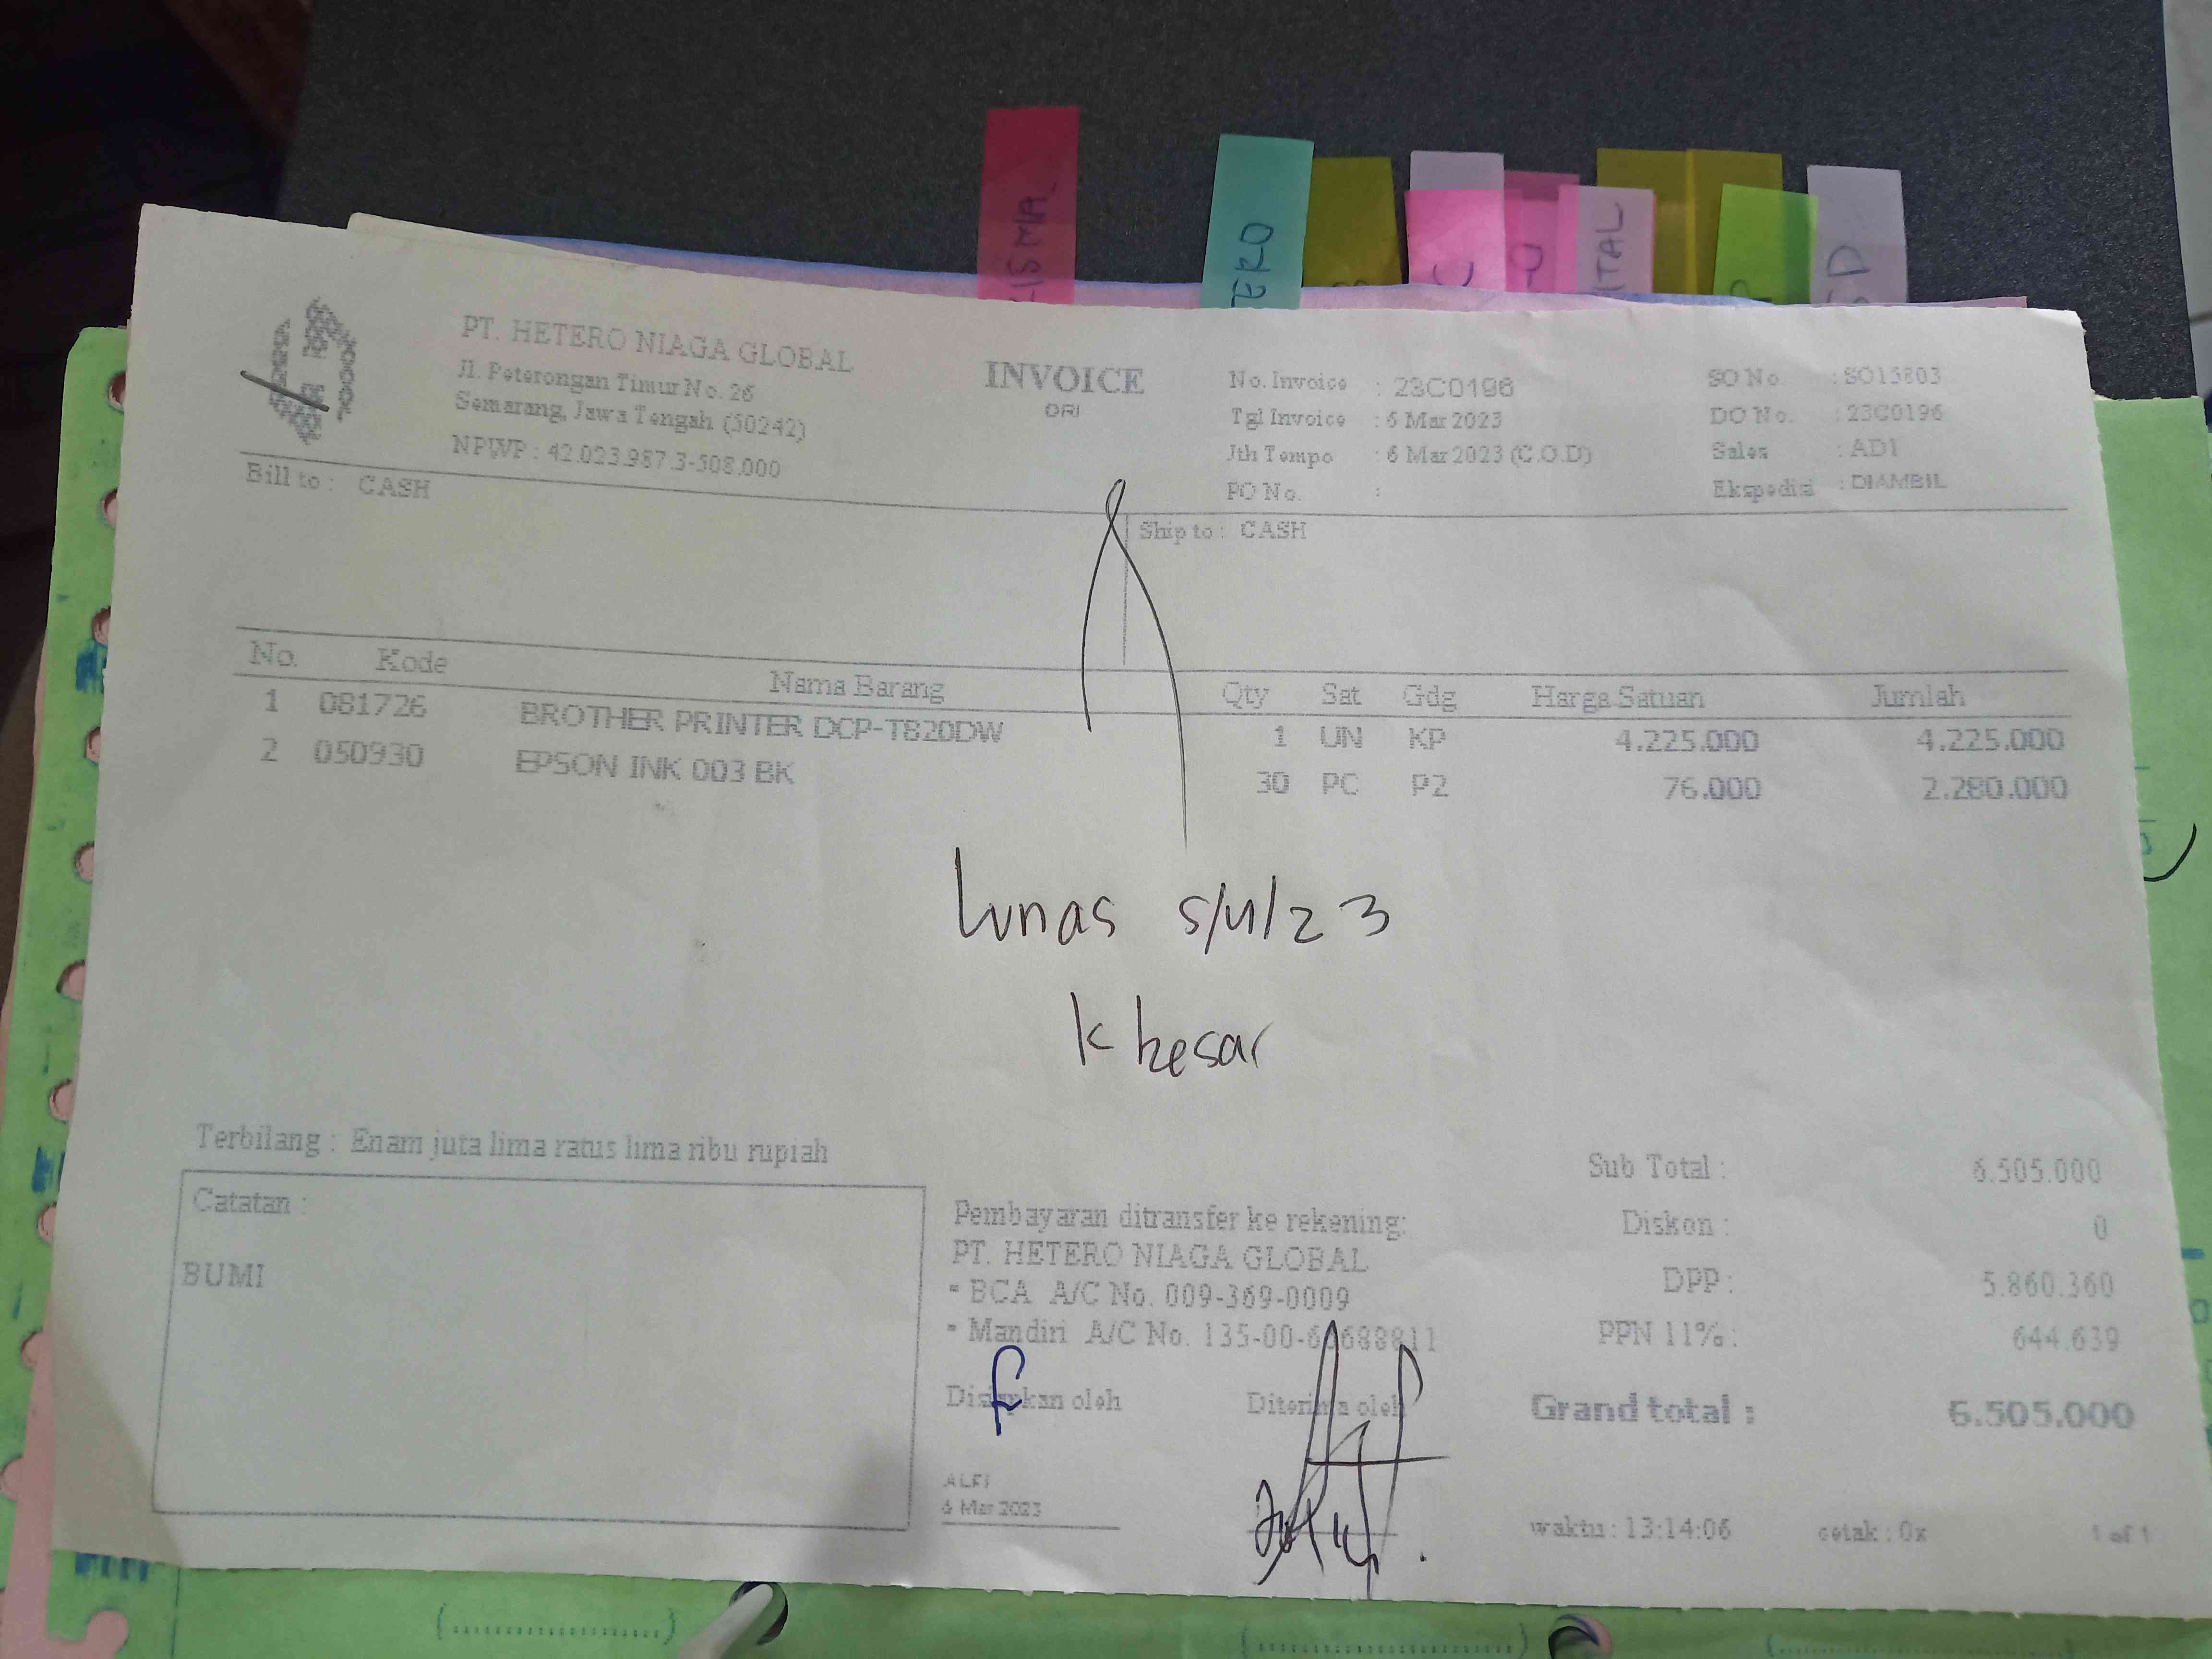 PT. HETERO NIAGA GLOBAL
Jl. Peterongan Timur No. 26
Semarang, Jawa Tengah (50242)
NPWP : 42.023.987.3-508.000
INVOICE
ORI
No. Invoice : 23C0196
Tgl Invoice : 6 Mar 2023
Jth Tempo : 6 Mar 2023 (C.O.D)
PO No. :
SO No. : SO15803
DO No. : 23C0196
Sales : ADI
Ekspedisi : DIAMBIL
Bill to : CASH
Ship to : CASH
No. Kode Nama Barang Qty Sat Gdg Harga Satuan Jumlah
1 081726 BROTHER PRINTER DCP-T820DW 1 UN KP 4.225.000 4.225.000
2 050930 EPSON INK 003 BK 30 PC P2 76.000 2.280.000
lunas 5/4/23
k besar
Terbilang : Enam juta lima ratus lima ribu rupiah
Catatan :
BUMI
Pembayaran ditransfer ke rekening:
PT. HETERO NIAGA GLOBAL
- BCA A/C No. 009-369-0009
- Mandiri A/C No.
Disiapkan oleh
Diterima oleh
ALFI
6 Mar 2023
Sub Total : 6.505.000
Diskon : 0
DPP : 5.860.360
PPN 11% : 644.639
Grand total : 6.505.000
waktu : 13:14:06 cetak : 0x 1 of 1